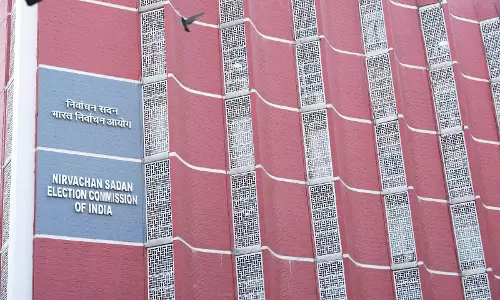 निर्वाचन सदन
भारत निर्वाचन आयोग
NIRVACHAN SADAN
ELECTION COMMISSION
OF INDIA